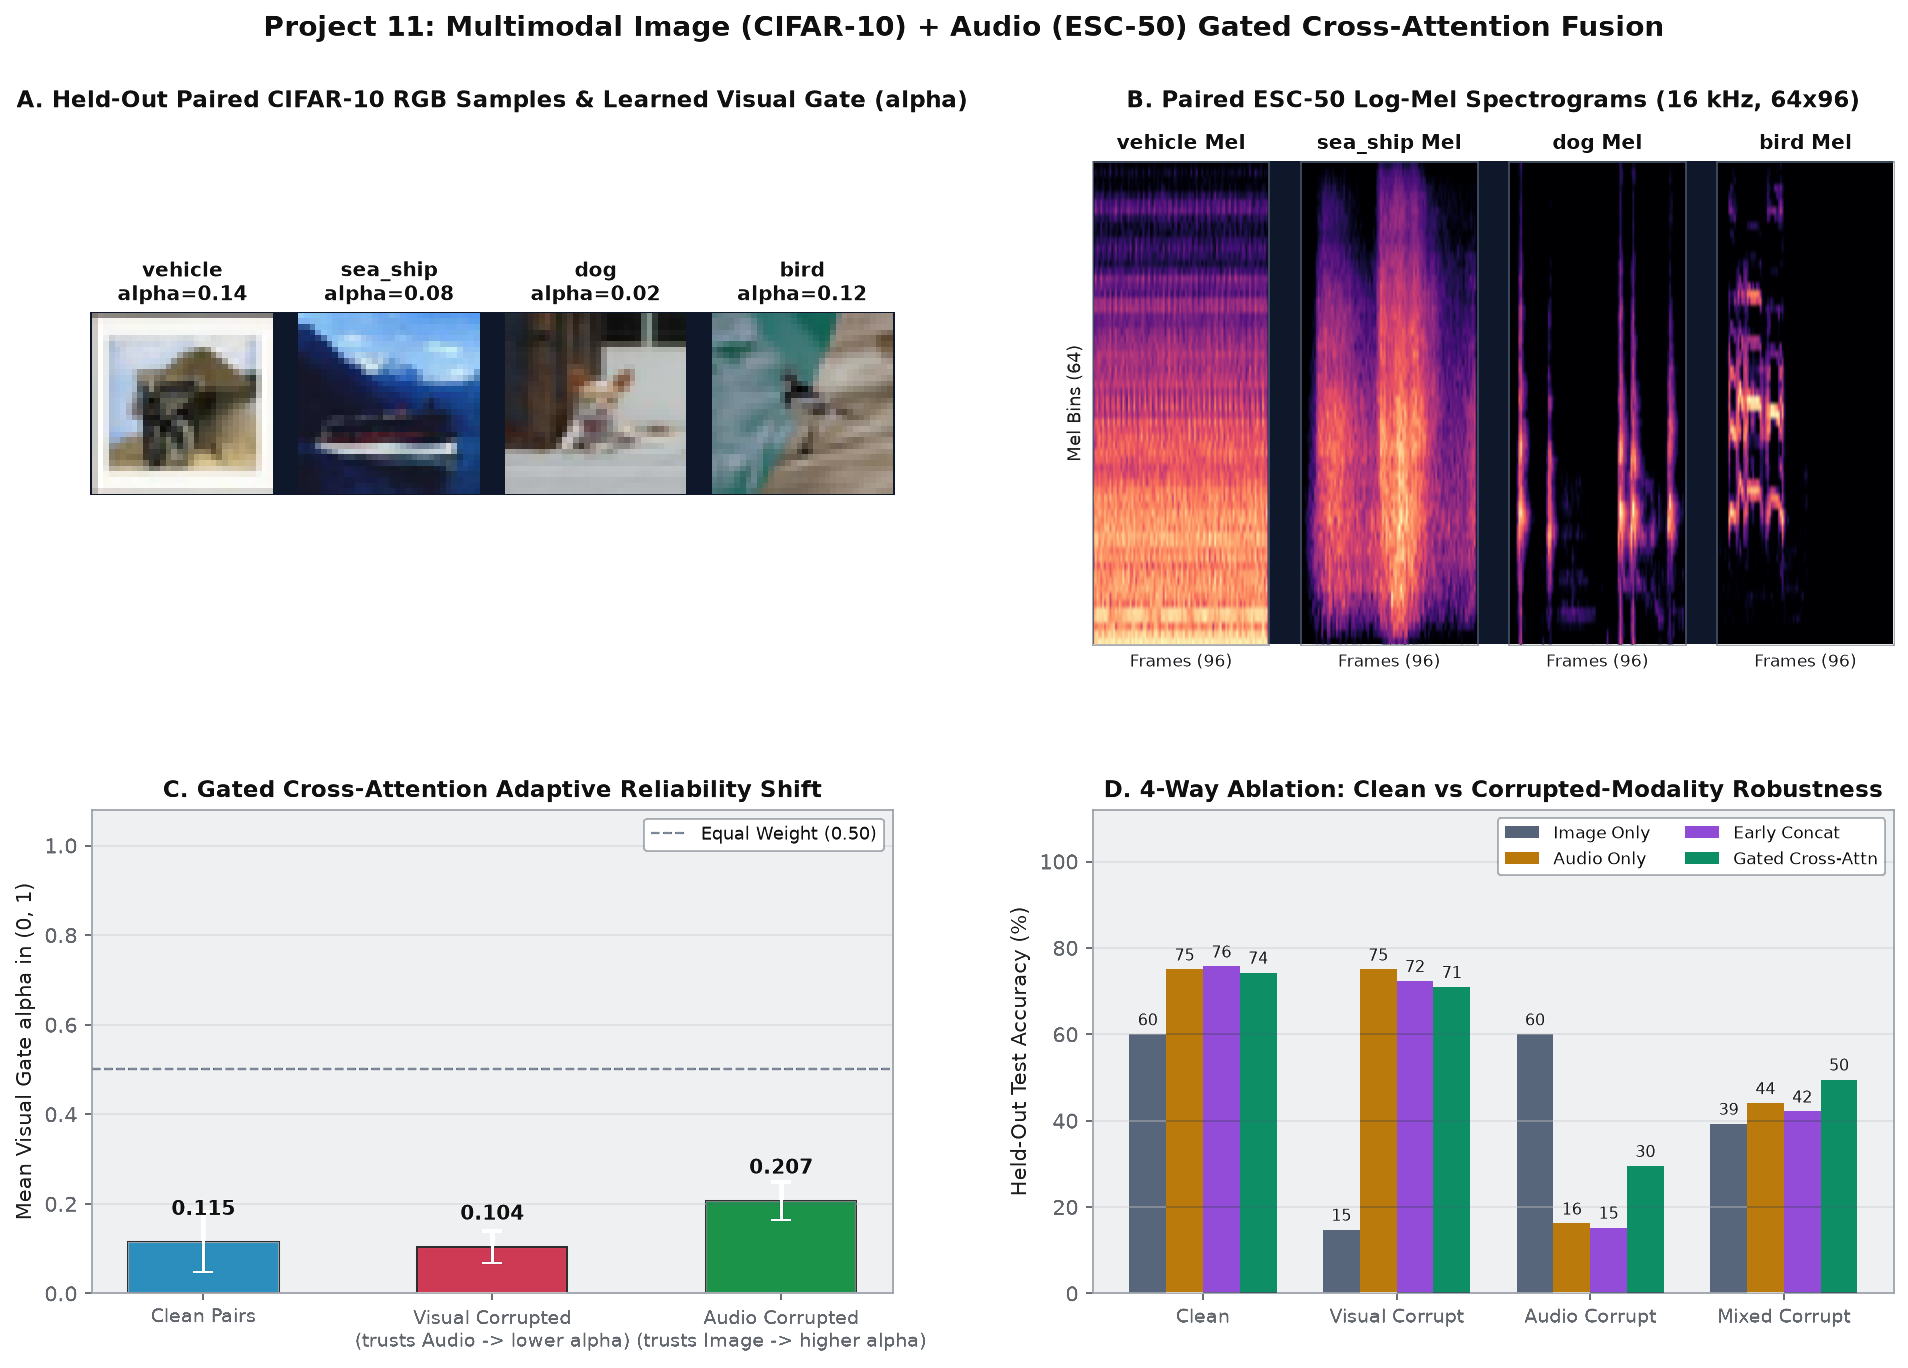 Project 11: Multimodal Image (CIFAR-10) + Audio (ESC-50) Gated Cross-Attention Fusion
A. Held-Out Paired CIFAR-10 RGB Samples & Learned Visual Gate (alpha)
vehicle
alpha=0.14
sea_ship
alpha=0.08
dog
alpha=0.02
bird
alpha=0.12
B. Paired ESC-50 Log-Mel Spectrograms (16 kHz, 64x96)
vehicle Mel
sea_ship Mel
dog Mel
bird Mel
Mel Bins (64)
Frames (96)
Frames (96)
Frames (96)
Frames (96)
C. Gated Cross-Attention Adaptive Reliability Shift
Mean Visual Gate alpha in (0, 1)
1.0
0.8
0.6
0.4
0.2
0.0
Equal Weight (0.50)
0.115
0.104
0.207
Clean Pairs
Visual Corrupted
(trusts Audio -> lower alpha)
Audio Corrupted
(trusts Image -> higher alpha)
D. 4-Way Ablation: Clean vs Corrupted-Modality Robustness
Held-Out Test Accuracy (%)
100
80
60
40
20
0
Image Only
Audio Only
Early Concat
Gated Cross-Attn
60
75
76
74
15
75
72
71
60
16
15
30
39
44
42
50
Clean
Visual Corrupt
Audio Corrupt
Mixed Corrupt